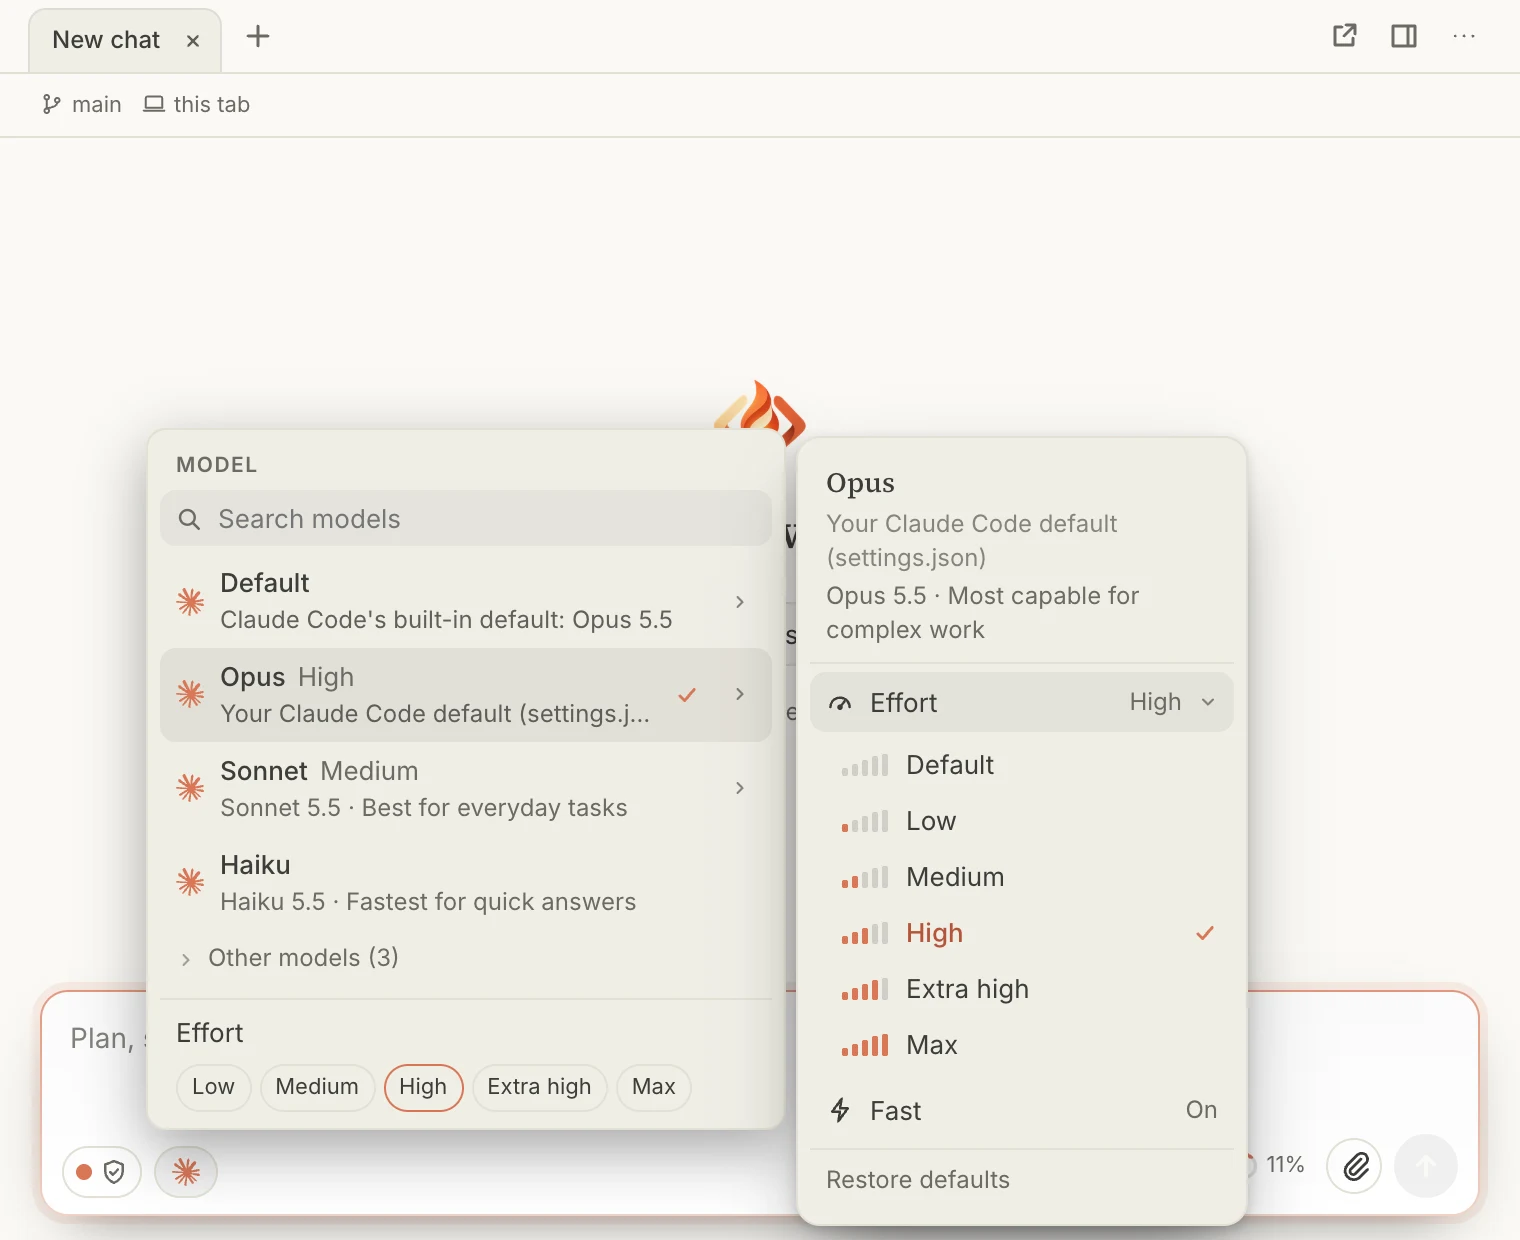 New chat
main this tab
MODEL
Search models
Default
Claude Code's built-in default: Opus 5.5
Opus High
Your Claude Code default (settings.j...
Sonnet Medium
Sonnet 5.5 · Best for everyday tasks
Haiku
Haiku 5.5 · Fastest for quick answers
Other models (3)
Effort
Low Medium High Extra high Max
Opus
Your Claude Code default
(settings.json)
Opus 5.5 · Most capable for
complex work
Effort High
Default
Low
Medium
High
Extra high
Max
Fast On
Restore defaults
Plan,
11%